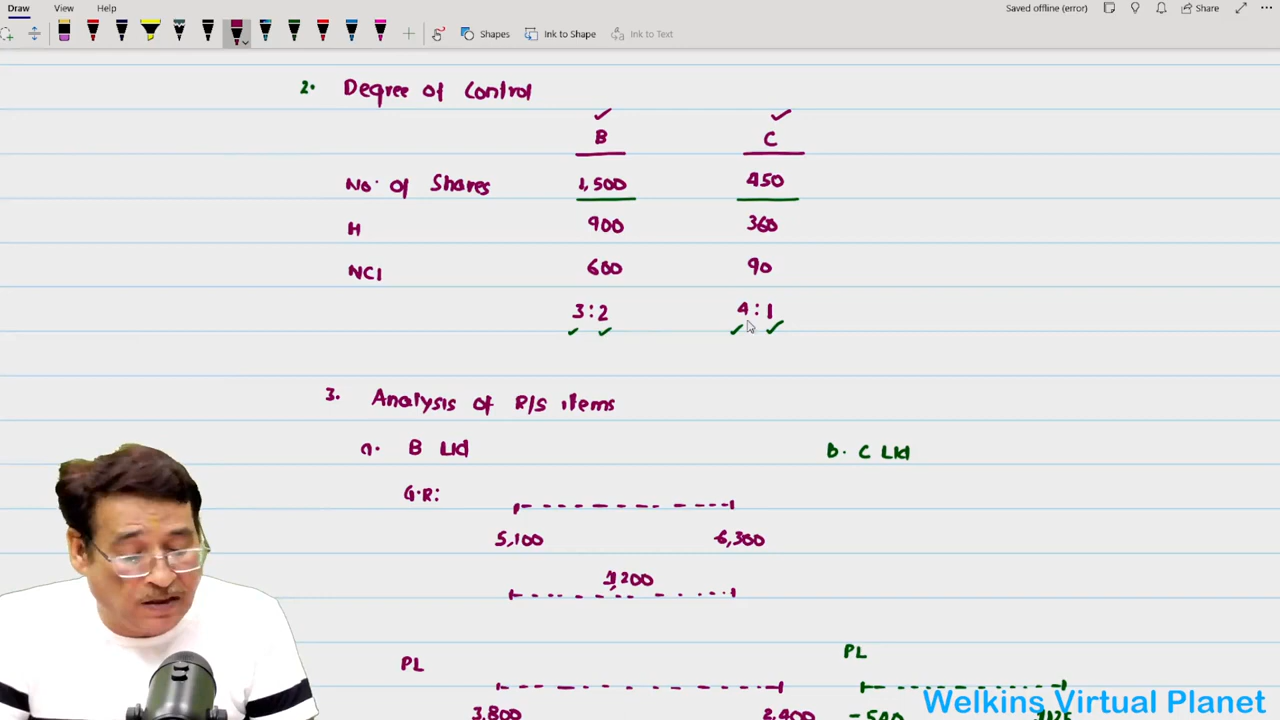 Draw View Help Saved offline (error) Share
Shapes Ink to Shape Ink to Text
2. Degree of Control
B C
No. of Shares 1,500 450
H 900 360
NCI 600 90
3:2 4:1
3. Analysis of R/S items
a. B Ltd b. C Ltd
G.R:
5,100 6,300
1,200
PL PL
3,800 2,400
Welkins Virtual Planet